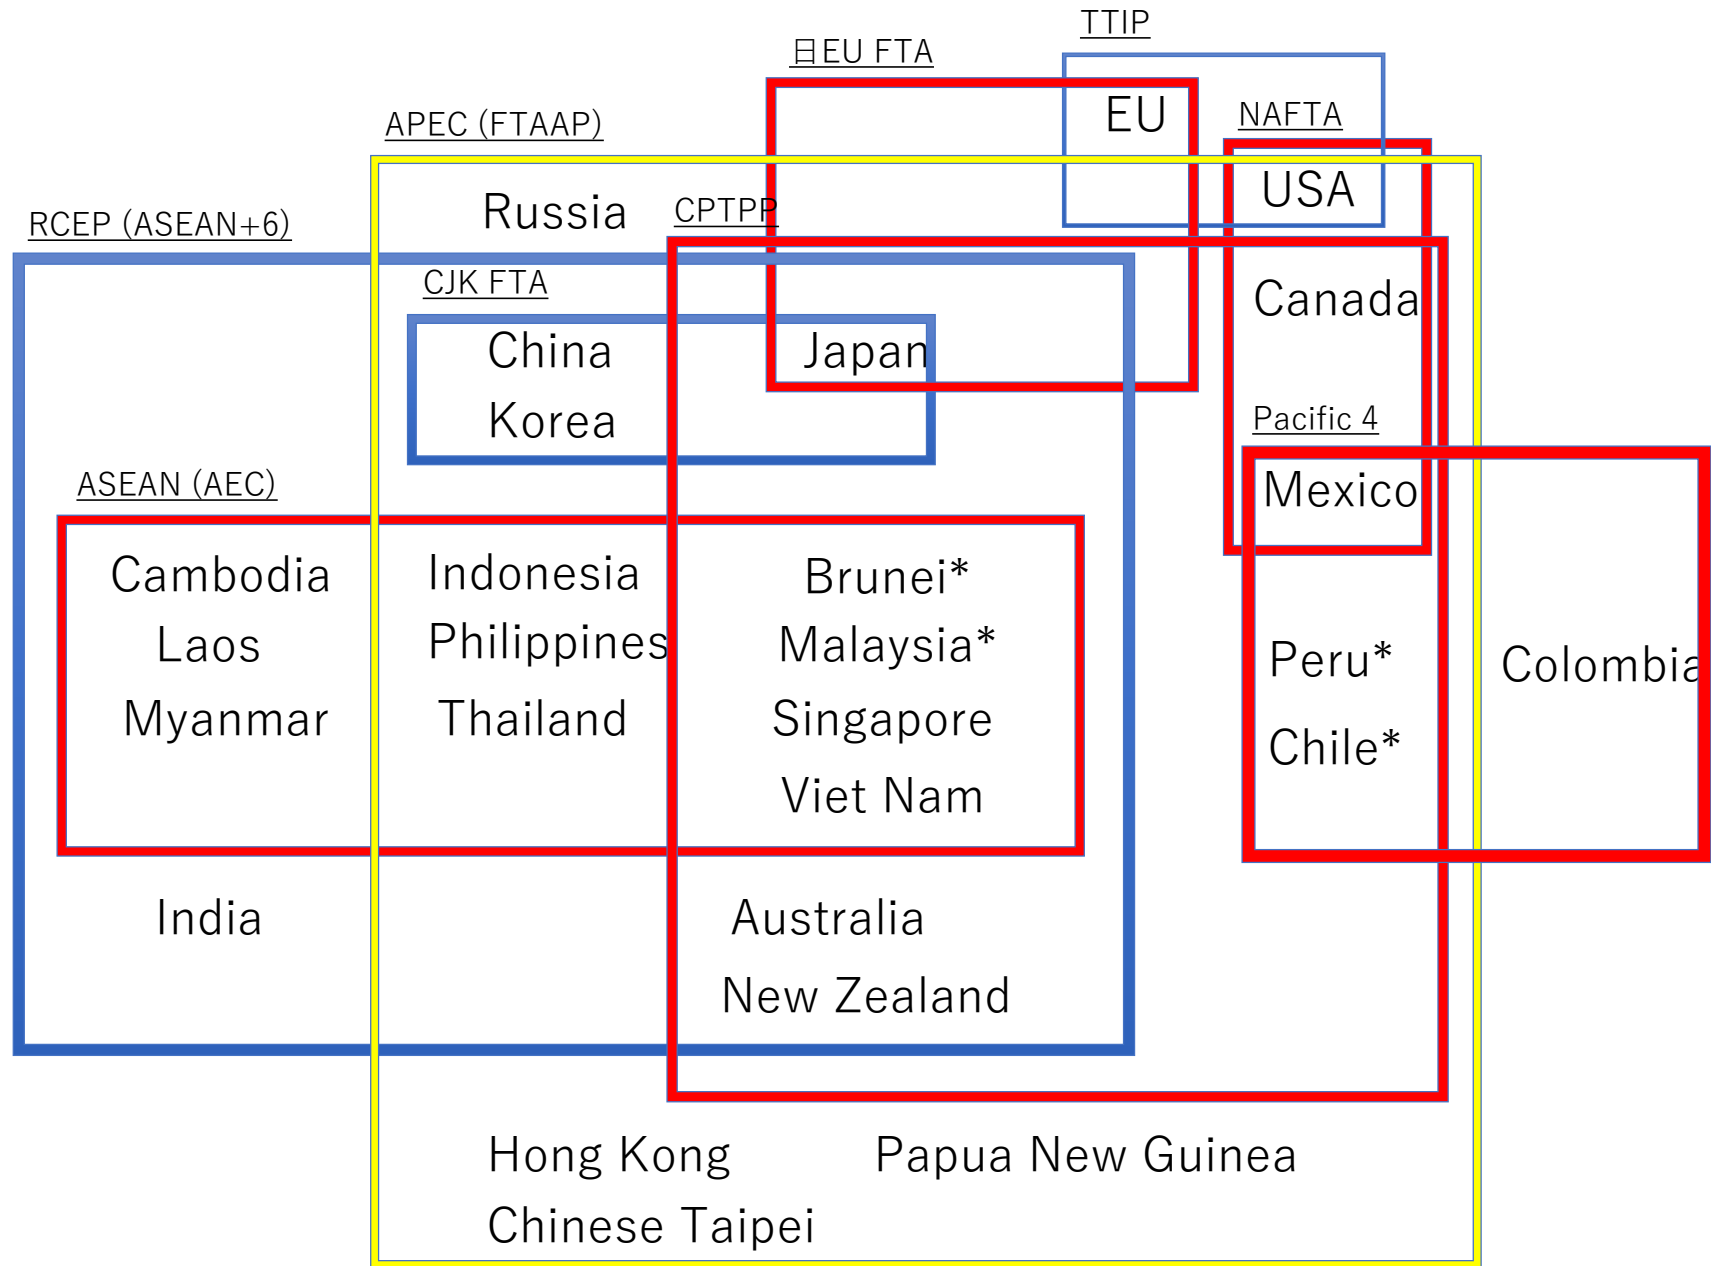 TTIP
日EU FTA
EU
NAFTA
APEC (FTAAP)
USA
Russia
CPTPP
RCEP (ASEAN+6)
CJK FTA
Canada
China
Japan
Korea
Pacific 4
ASEAN (AEC)
Mexico
Cambodia
Indonesia
Brunei*
Laos
Philippines
Malaysia*
Peru*
Colombia
Myanmar
Thailand
Singapore
Chile*
Viet Nam
India
Australia
New Zealand
Hong Kong
Papua New Guinea
Chinese Taipei